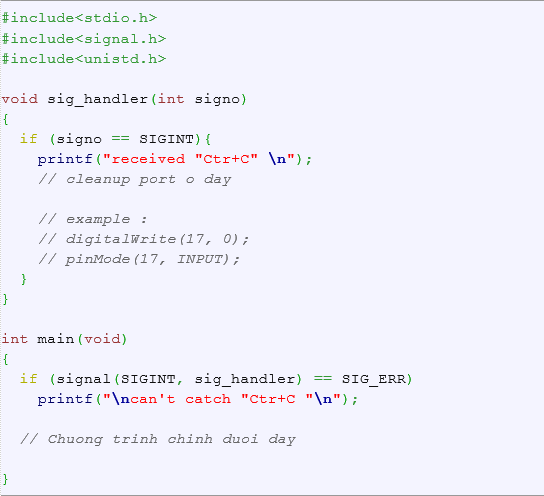 #include<stdio.h>
#include<signal.h>
#include<unistd.h>

void sig_handler(int signo)
{
  if (signo == SIGINT){
    printf("received "Ctr+C" \n");
    // cleanup port o day

    // example :
    // digitalWrite(17, 0);
    // pinMode(17, INPUT);
  }
}

int main(void)
{
  if (signal(SIGINT, sig_handler) == SIG_ERR)
    printf("\ncan't catch "Ctr+C "\n");

  // Chuong trinh chinh duoi day

}